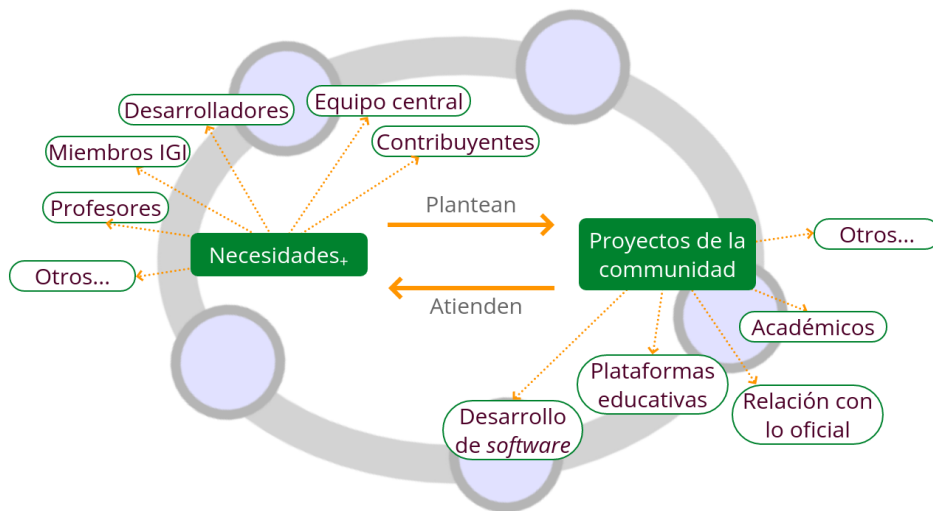 Equipo central
Desarrolladores
Contribuyentes
Miembros IGI
Profesores
Plantean
Otros...
Necesidades+
Proyectos de la
communidad
Otros...
Atienden
Académicos
Plataformas
educativas
Relación con
lo oficial
Desarrollo
de software